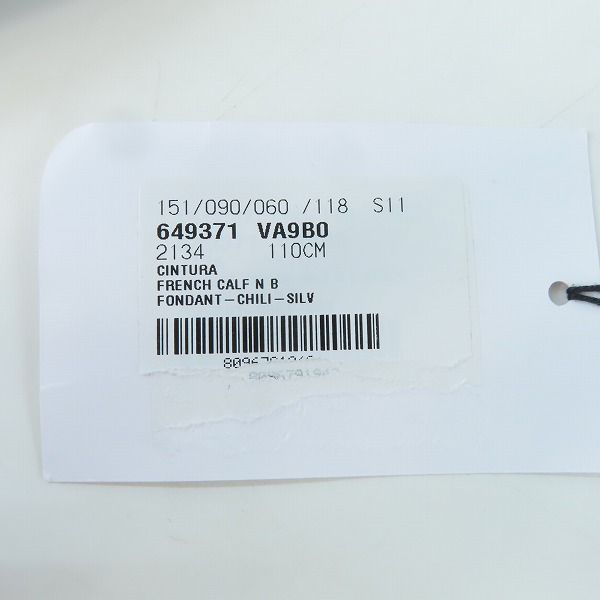 151/090/060 /118 S11
649371 VA9B0
2134 110CM
CINTURA
FRENCH CALF N B
FONDANT-CHILI-SILV